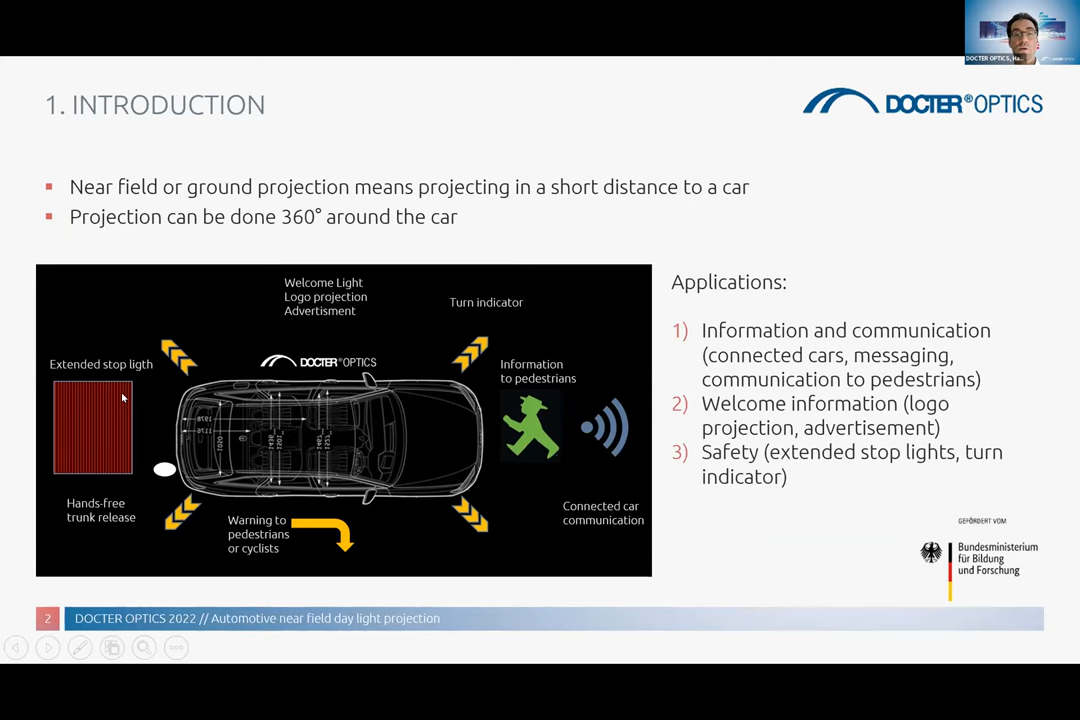 DOCTER OPTICS, Ha...
1. INTRODUCTION
DOCTER®OPTICS
Near field or ground projection means projecting in a short distance to a car
Projection can be done 360° around the car
Welcome Light
Logo projection
Advertisment
Turn indicator
Extended stop ligth
DOCTER®OPTICS
Information
to pedestrians
Hands-free
trunk release
Warning to
pedestrians
or cyclists
Connected car
communication
Applications:
1) Information and communication
(connected cars, messaging,
communication to pedestrians)
2) Welcome information (logo
projection, advertisement)
3) Safety (extended stop lights, turn
indicator)
GEFÖRDERT VOM
Bundesministerium
für Bildung
und Forschung
2
DOCTER OPTICS 2022 // Automotive near field day light projection